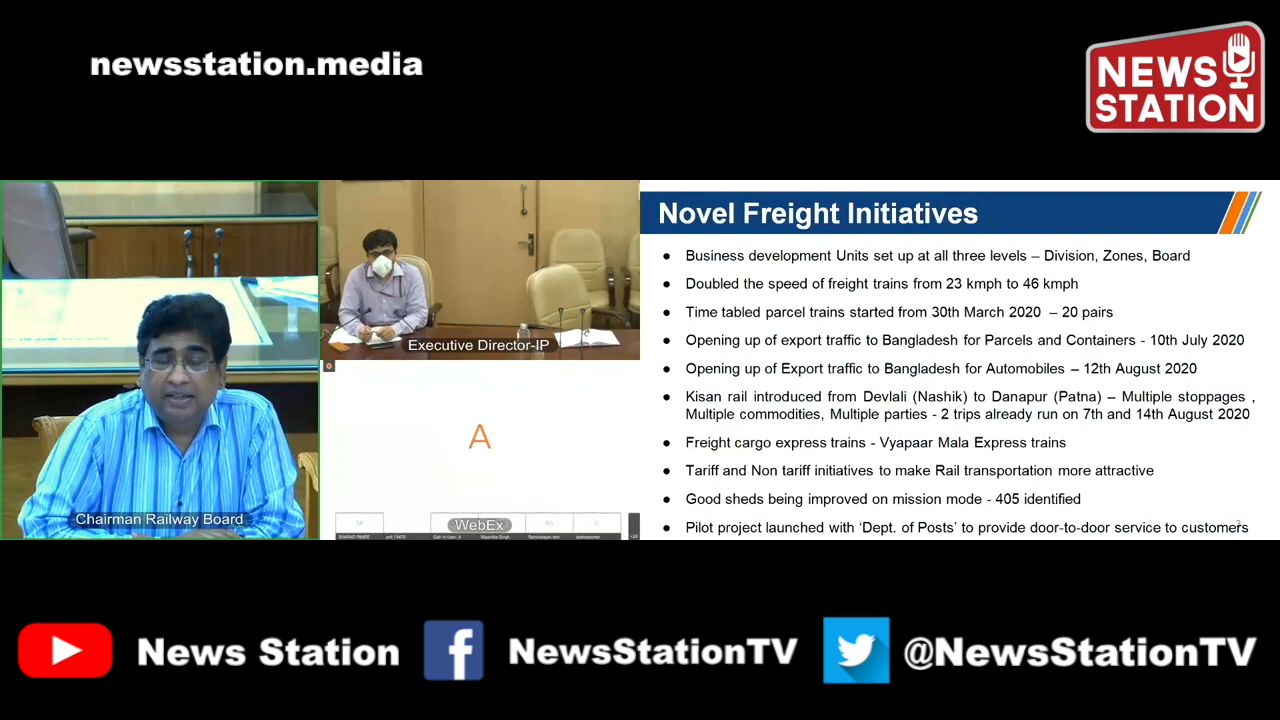 newsstation.media
NEWS
STATION
Novel Freight Initiatives
● Business development Units set up at all three levels – Division, Zones, Board
● Doubled the speed of freight trains from 23 kmph to 46 kmph
● Time tabled parcel trains started from 30th March 2020 – 20 pairs
● Opening up of export traffic to Bangladesh for Parcels and Containers - 10th July 2020
● Opening up of Export traffic to Bangladesh for Automobiles – 12th August 2020
● Kisan rail introduced from Devlali (Nashik) to Danapur (Patna) – Multiple stoppages ,
Multiple commodities, Multiple parties - 2 trips already run on 7th and 14th August 2020
● Freight cargo express trains - Vyapaar Mala Express trains
● Tariff and Non tariff initiatives to make Rail transportation more attractive
● Good sheds being improved on mission mode - 405 identified
● Pilot project launched with ‘Dept. of Posts’ to provide door-to-door service to customers
Executive Director-IP
A
Chairman Railway Board
WebEx
News Station
f
NewsStationTV
@NewsStationTV